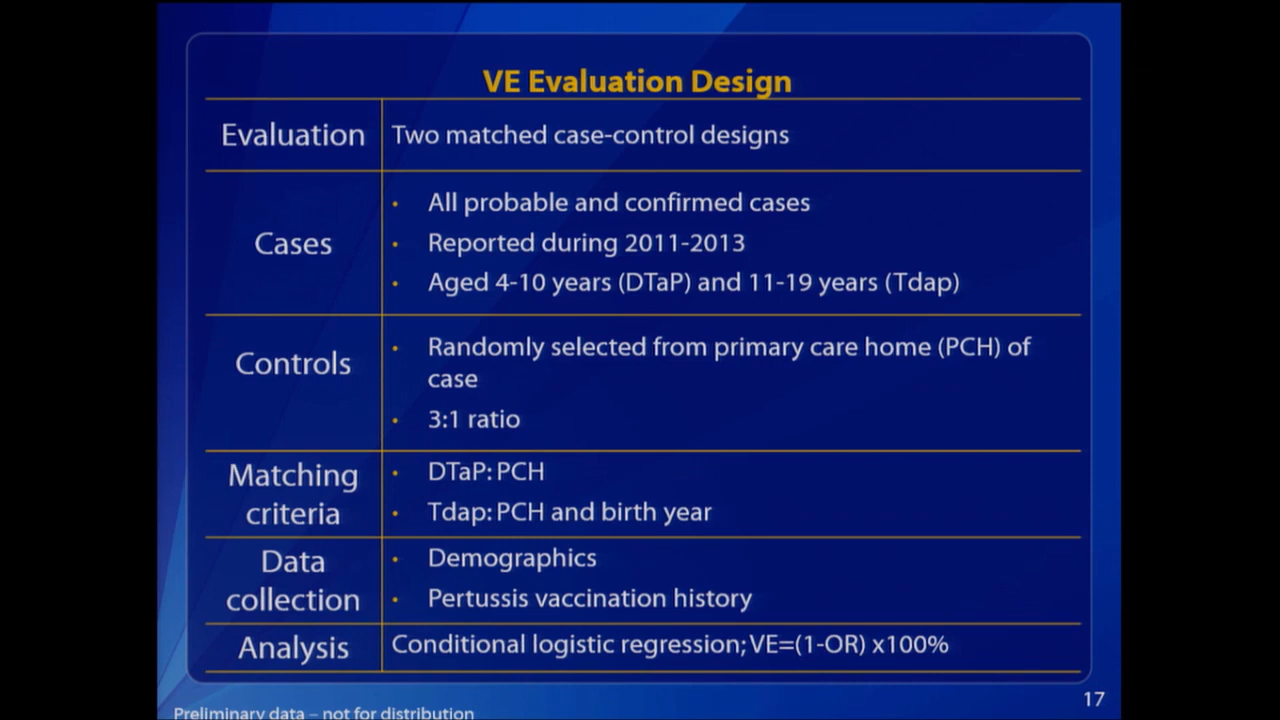 VE Evaluation Design
Evaluation
Two matched case-control designs
Cases
• All probable and confirmed cases
• Reported during 2011-2013
• Aged 4-10 years (DTaP) and 11-19 years (Tdap)
Controls
• Randomly selected from primary care home (PCH) of
case
• 3:1 ratio
Matching
criteria
• DTaP: PCH
• Tdap: PCH and birth year
Data
collection
• Demographics
• Pertussis vaccination history
Analysis
Conditional logistic regression; VE=(1-OR) x100%
17
Preliminary data – not for distribution